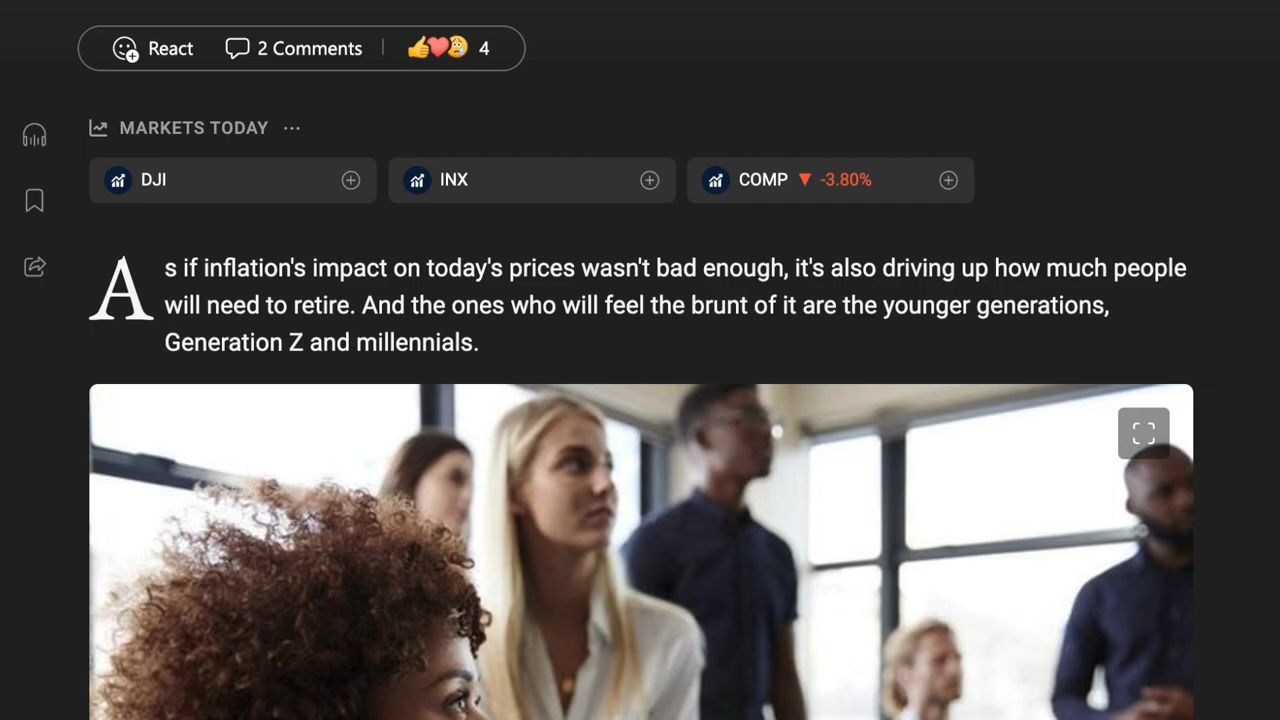 React 2 Comments 4
MARKETS TODAY ...
DJI INX COMP ▼ -3.80%
As if inflation's impact on today's prices wasn't bad enough, it's also driving up how much people
will need to retire. And the ones who will feel the brunt of it are the younger generations,
Generation Z and millennials.